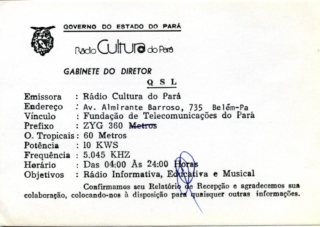 GOVERNO DO ESTADO DO PARÁ
Rádio Cultura do Pará
GABINETE DO DIRETOR
Q S L
Emissora : Rádio Cultura do Pará
Endereço : Av. Almirante Barroso, 735 Belém-Pa
Vínculo : Fundação de Telecomunicações do Pará
Prefixo : ZYG 360 Metros
O. Tropicais : 60 Metros
Potência : 10 KWS
Frequência : 5.045 KHZ
Horário : Das 04:00 Às 24:00 Horas
Objetivos : Rádio Informativa, Educativa e Musical
Confirmamos seu Relatório de Recepção e agradecemos sua
colaboração, colocando-nos à disposição para quaisquer outras informações.